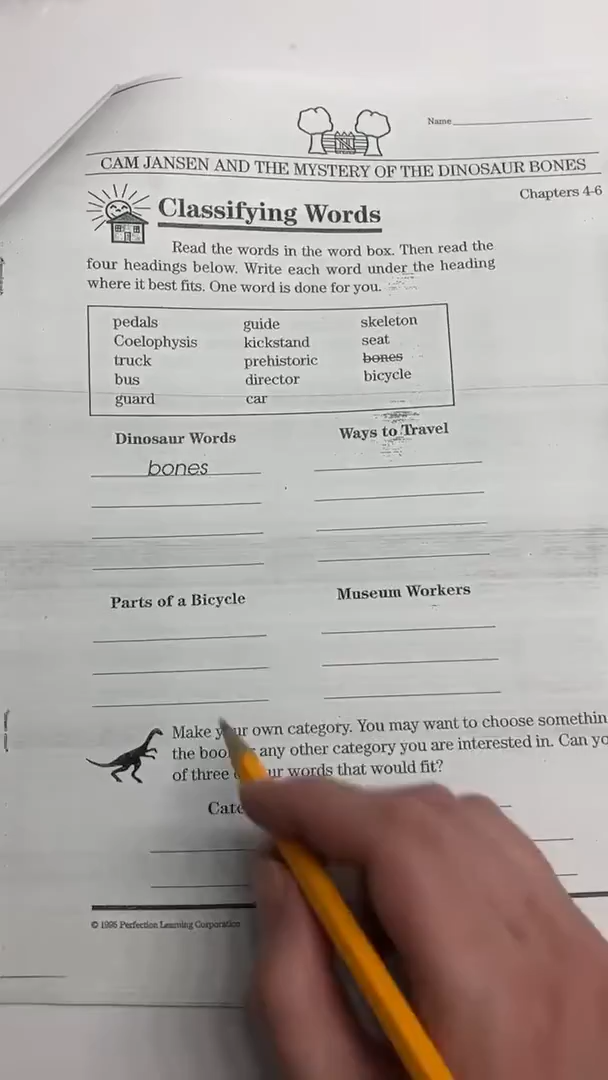 Name
CAM JANSEN AND THE MYSTERY OF THE DINOSAUR BONES
Chapters 4-6
Classifying Words
Read the words in the word box. Then read the
four headings below. Write each word under the heading
where it best fits. One word is done for you.
pedals guide skeleton
Coelophysis kickstand seat
truck prehistoric bones
bus director bicycle
guard car
Dinosaur Words Ways to Travel
bones
Parts of a Bicycle Museum Workers
Make your own category. You may want to choose somethin
the book any other category you are interested in. Can yo
of three words that would fit?
Cate
© 1995 Perfection Learning Corporation